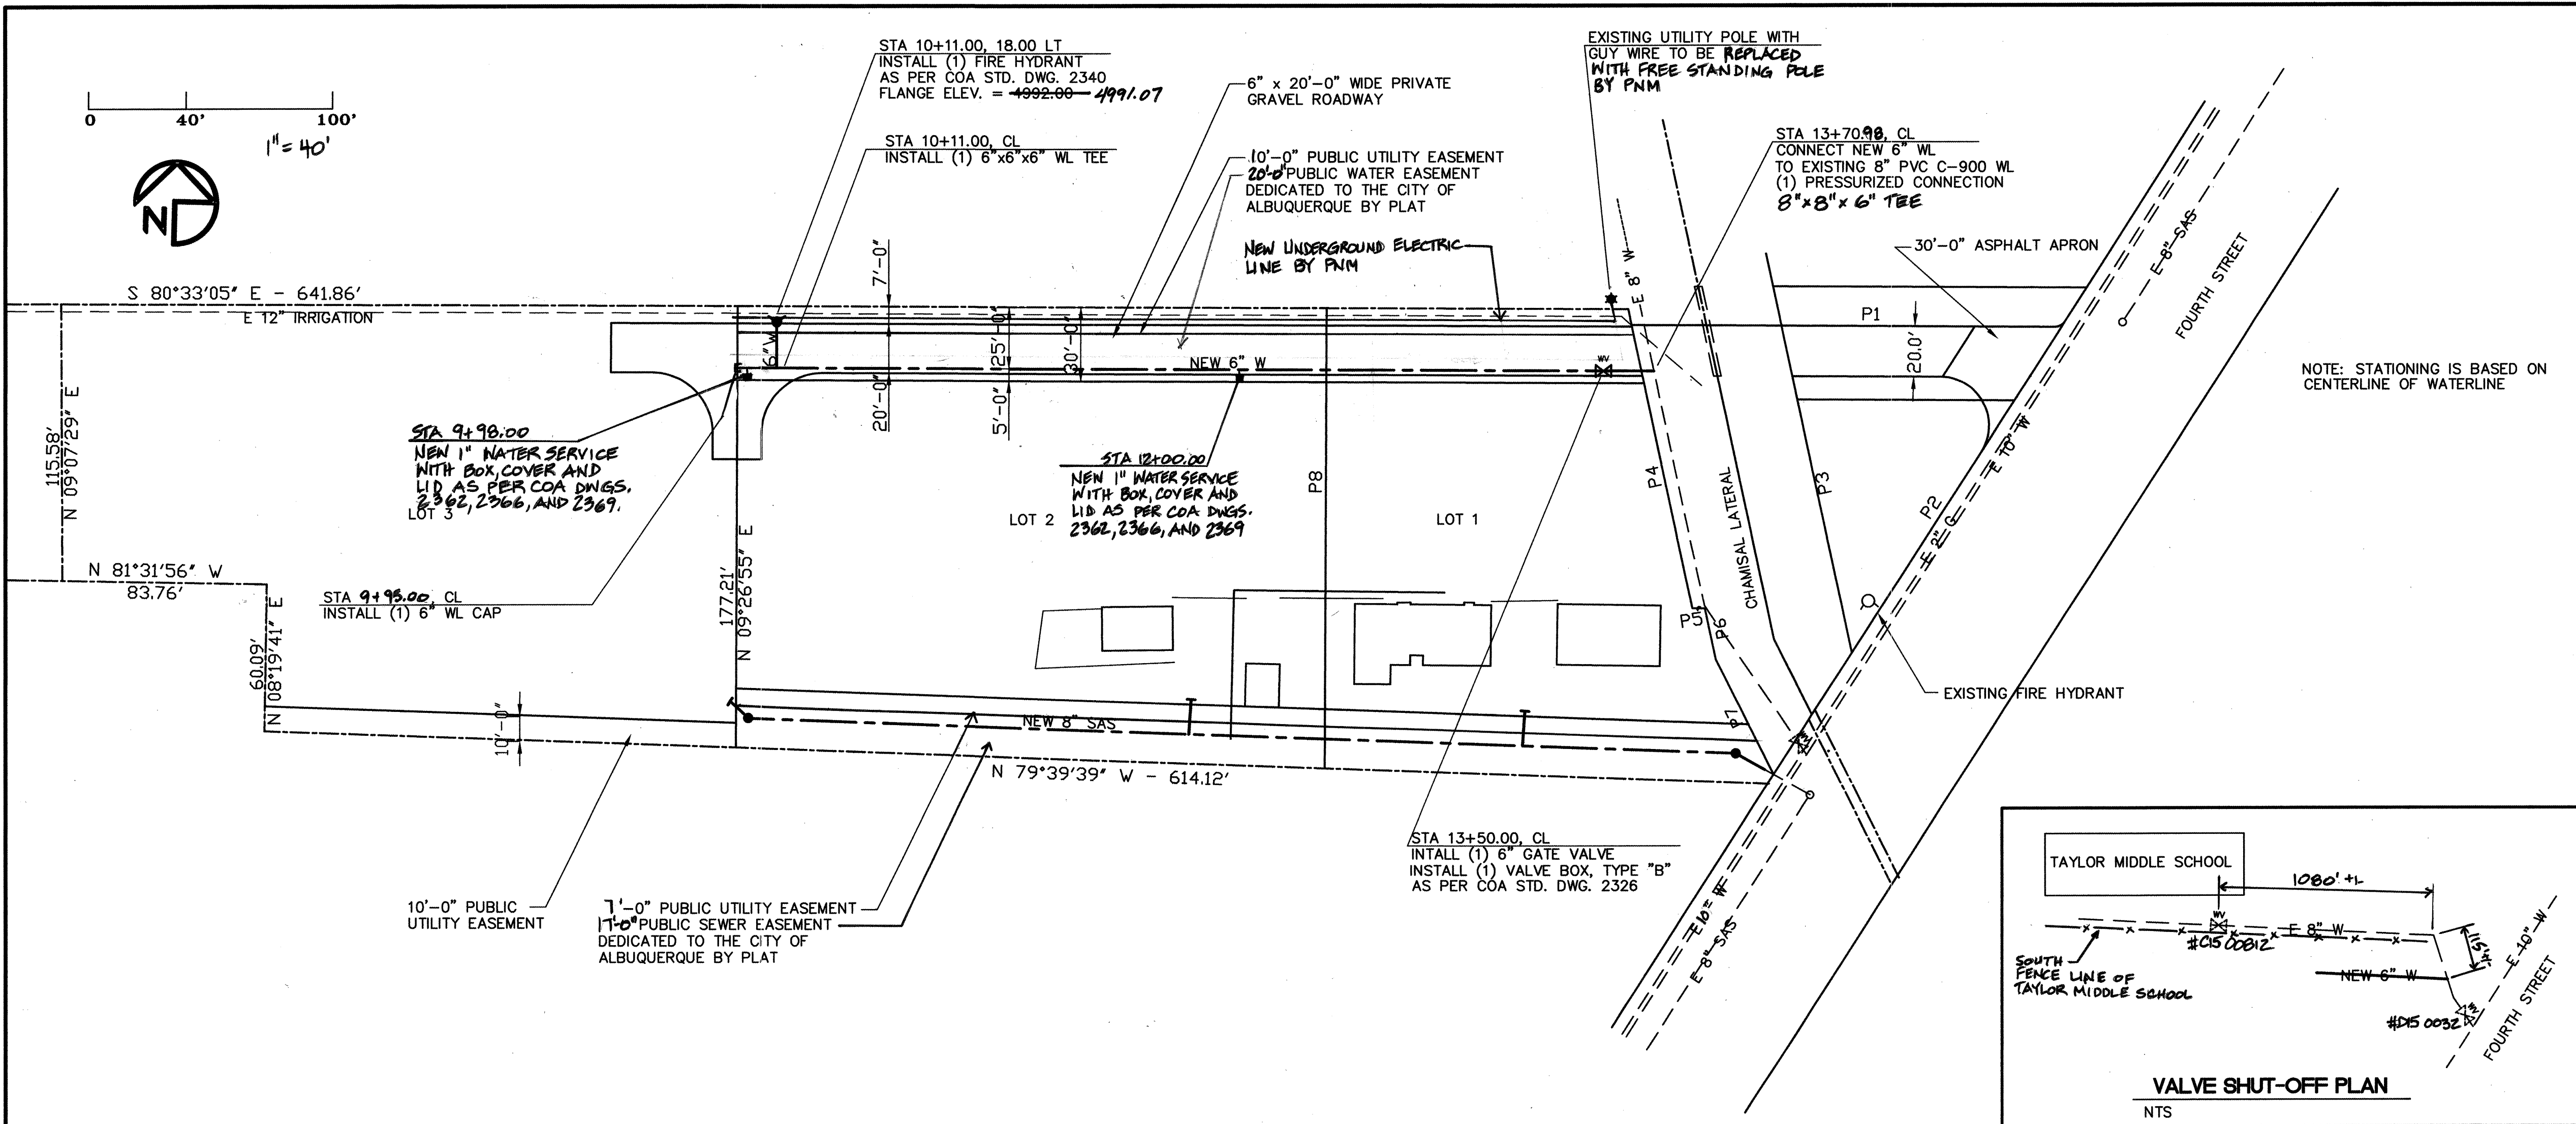 0 40' 100'
1" = 40'
N
STA 10+11.00, 18.00 LT
INSTALL (1) FIRE HYDRANT
AS PER COA STD. DWG. 2340
FLANGE ELEV. = 4992.00 4991.07
STA 10+11.00, CL
INSTALL (1) 6"x6"x6" WL TEE
6" x 20'-0" WIDE PRIVATE
GRAVEL ROADWAY
10'-0" PUBLIC UTILITY EASEMENT
20'-0" PUBLIC WATER EASEMENT
DEDICATED TO THE CITY OF
ALBUQUERQUE BY PLAT
NEW UNDERGROUND ELECTRIC
LINE BY PNM
EXISTING UTILITY POLE WITH
GUY WIRE TO BE REPLACED
WITH FREE STANDING POLE
BY PNM
STA 13+70.98, CL
CONNECT NEW 6" WL
TO EXISTING 8" PVC C-900 WL
(1) PRESSURIZED CONNECTION
8"x8"x6" TEE
30'-0" ASPHALT APRON
E 8" SAS
FOURTH STREET
NOTE: STATIONING IS BASED ON
CENTERLINE OF WATERLINE
S 80°33'05" E - 641.86'
E 12" IRRIGATION
7'-0"
20'-0"
25'-0"
5'-0"
30'-0"
6" W
NEW 6" W
WV
E 8" W
P1
20.0'
115.58'
N 09°07'29" E
STA 9+98.00
NEW 1" WATER SERVICE
WITH BOX, COVER AND
LID AS PER COA DWGS.
2362, 2366, AND 2369.
LOT 3
STA 12+00.00
NEW 1" WATER SERVICE
WITH BOX, COVER AND
LID AS PER COA DWGS.
2362, 2366, AND 2369
LOT 2
P8
LOT 1
P4
CHAMISAL LATERAL
P3
P2
E 2" G
E 10" W
N 81°31'56" W
83.76'
STA 9+95.00, CL
INSTALL (1) 6" WL CAP
177.21'
N 09°26'55" E
60.09'
N 08°19'41" E
P5
P6
P7
EXISTING FIRE HYDRANT
10'-0"
NEW 8" SAS
N 79°39'39" W - 614.12'
STA 13+50.00, CL
INTALL (1) 6" GATE VALVE
INSTALL (1) VALVE BOX, TYPE "B"
AS PER COA STD. DWG. 2326
10'-0" PUBLIC
UTILITY EASEMENT
7'-0" PUBLIC UTILITY EASEMENT
17'-0" PUBLIC SEWER EASEMENT
DEDICATED TO THE CITY OF
ALBUQUERQUE BY PLAT
E 10" W
E 8" SAS
TAYLOR MIDDLE SCHOOL
1080' +/-
WV
E 8" W
#C1500812
115'+/-
E 10" W
SOUTH
FENCE LINE OF
TAYLOR MIDDLE SCHOOL
NEW 6" W
#D15 0032
FOURTH STREET
VALVE SHUT-OFF PLAN
NTS